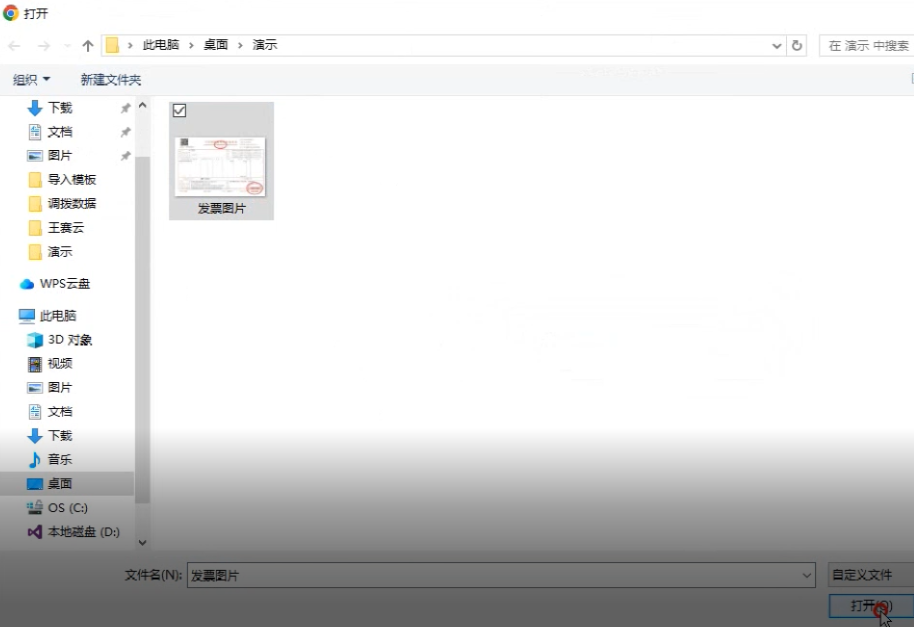 打开
此电脑 › 桌面 › 演示
在 演示 中搜索
组织
新建文件夹
下载
文档
图片
导入模板
调拨数据
王赛云
演示
WPS云盘
此电脑
3D 对象
视频
图片
文档
下载
音乐
桌面
OS (C:)
本地磁盘 (D:)
发票图片
文件名(N):
发票图片
自定义文件
打开(O)